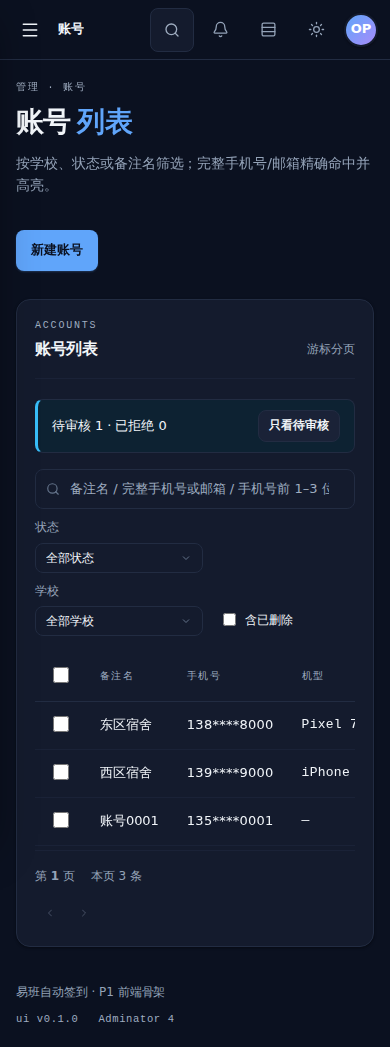 账号
OP
管理 · 账号
账号 列表
按学校、状态或备注名筛选；完整手机号/邮箱精确命中并
高亮。
新建账号
ACCOUNTS
账号列表
游标分页
待审核 1 · 已拒绝 0
只看待审核
备注名 / 完整手机号或邮箱 / 手机号前 1–3 位
状态
全部状态
学校
全部学校
含已删除
备注名 手机号 机型
东区宿舍 138****8000 Pixel 7
西区宿舍 139****9000 iPhone
账号0001 135****0001 —
第 1 页 本页 3 条
易班自动签到 · P1 前端骨架
ui v0.1.0 Adminator 4